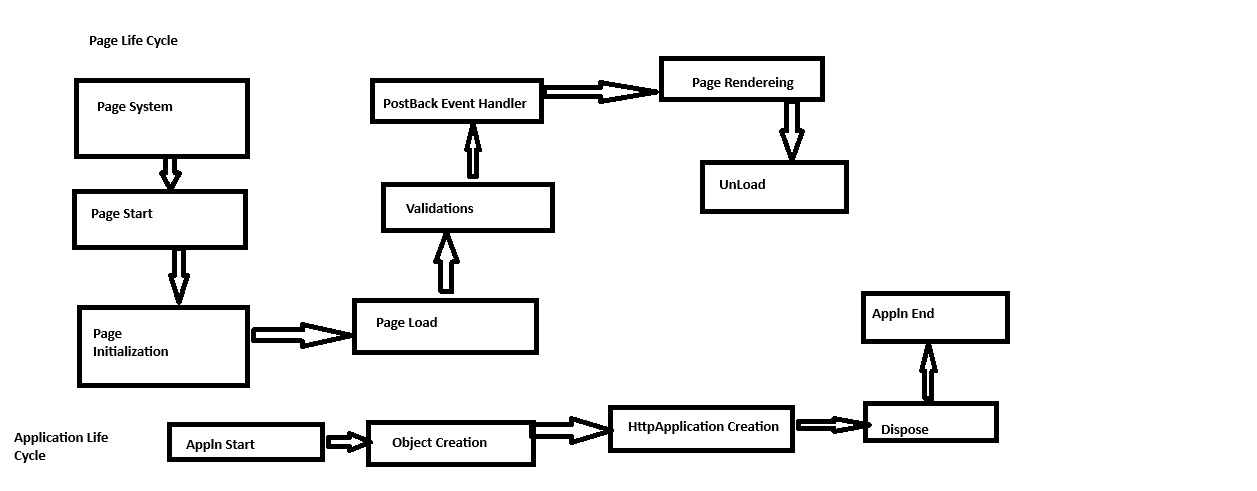 Page Life Cycle
Page System
Page Start
Page
Initialization
Page Load
Validations
PostBack Event Handler
Page Rendereing
UnLoad
Application Life
Cycle
Appln Start
Object Creation
HttpApplication Creation
Dispose
Appln End